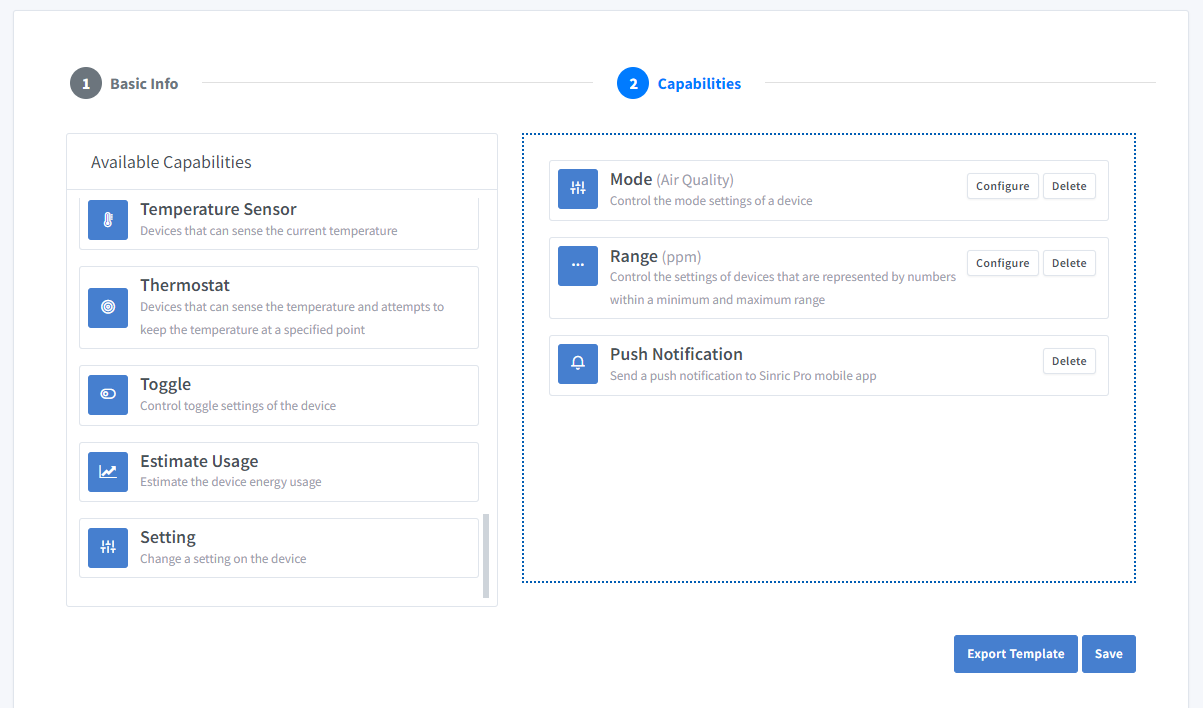 1 Basic Info
2 Capabilities
Available Capabilities
Temperature Sensor
Devices that can sense the current temperature
Thermostat
Devices that can sense the temperature and attempts to
keep the temperature at a specified point
Toggle
Control toggle settings of the device
Estimate Usage
Estimate the device energy usage
Setting
Change a setting on the device
Mode (Air Quality)
Control the mode settings of a device
Configure Delete
Range (ppm)
Control the settings of devices that are represented by numbers
within a minimum and maximum range
Configure Delete
Push Notification
Send a push notification to Sinric Pro mobile app
Delete
Export Template Save